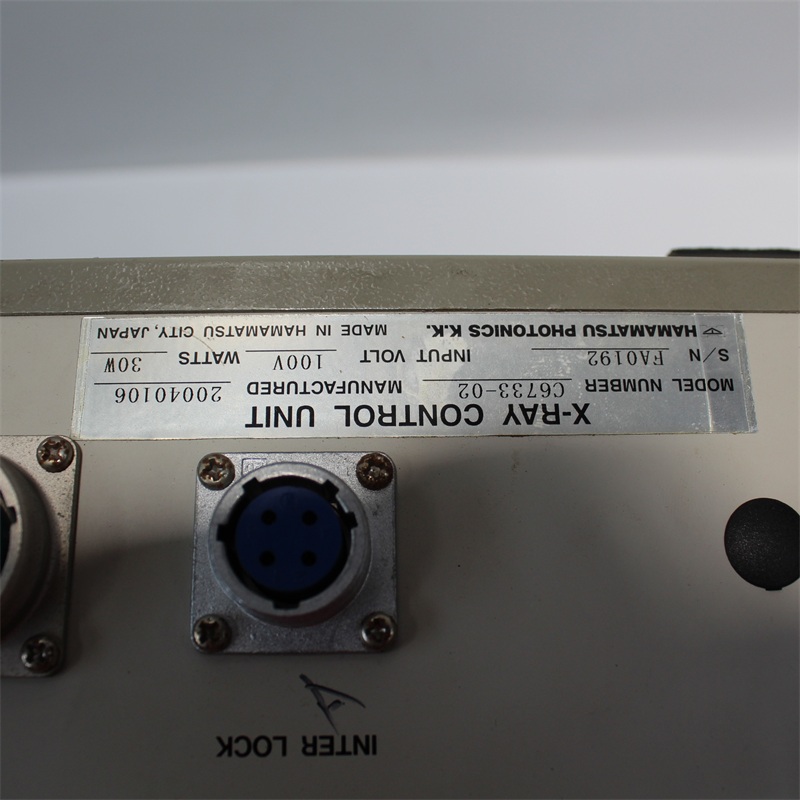 X-RAY CONTROL UNIT
MODEL NUMBER C6733-02 MANUFACTURED 20040106
S/N FA0192 INPUT VOLT 100V WATTS 30W
HAMAMATSU PHOTONICS K.K. MADE IN HAMAMATSU CITY, JAPAN
INTER LOCK
A